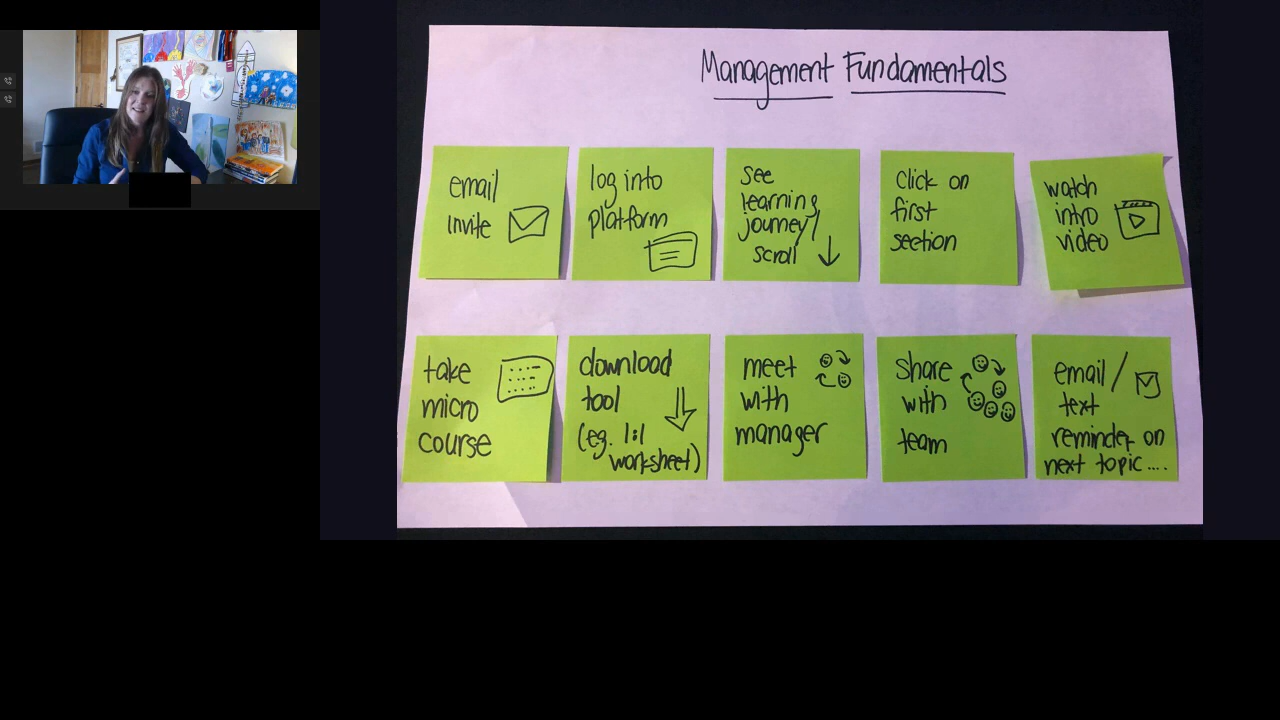 Management Fundamentals
email
invite
log into
platform
see
learning
journey/
scroll
click on
first
section
watch
intro
video
take
micro
course
download
tool
(eg. 1:1
worksheet)
meet
with
manager
share
with
team
email/
text
reminder on
next topic....